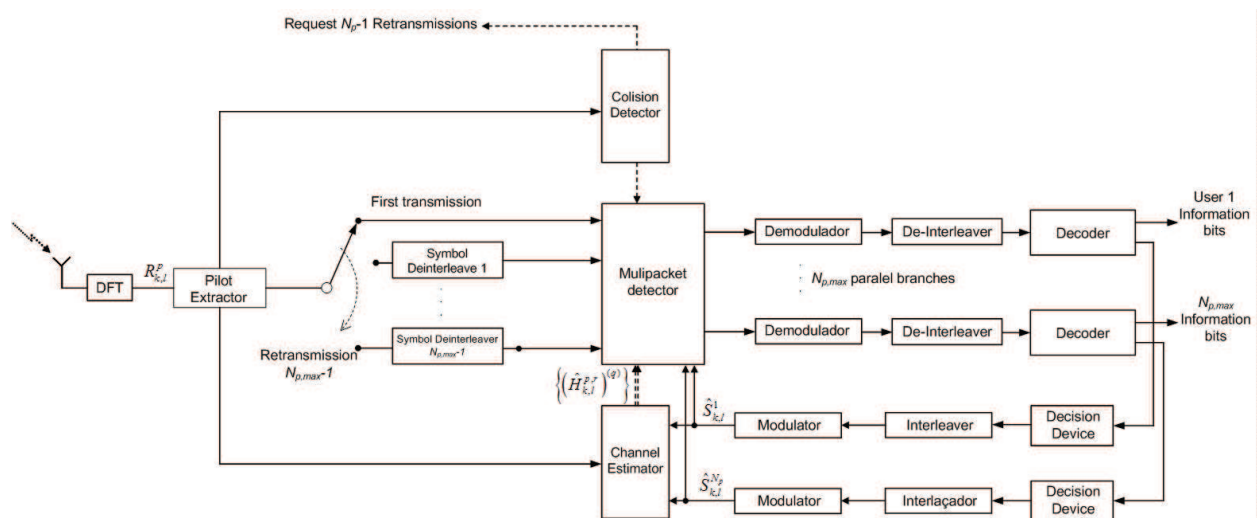 Request Nₚ-1 Retransmissions
Colision
Detector
First transmission
User 1
Information
bits
Demodulador
De-Interleaver
Decoder
Symbol
Deinterleave 1
Mulipacket
detector
R^p_{k,l}
DFT
Pilot
Extractor
N_{p,max} paralel branches
N_{p,max}
Information
bits
Symbol Deinterleaver
N_{p,max}-1
Demodulador
De-Interleaver
Decoder
Retransmission
N_{p,max}-1
{(Ĥ^{p,r}_{k,l})^{(q)}}
Ŝ^1_{k,l}
Modulator
Interleaver
Decision
Device
Channel
Estimator
Ŝ^{N_p}_{k,l}
Modulator
Interlaçador
Decision
Device